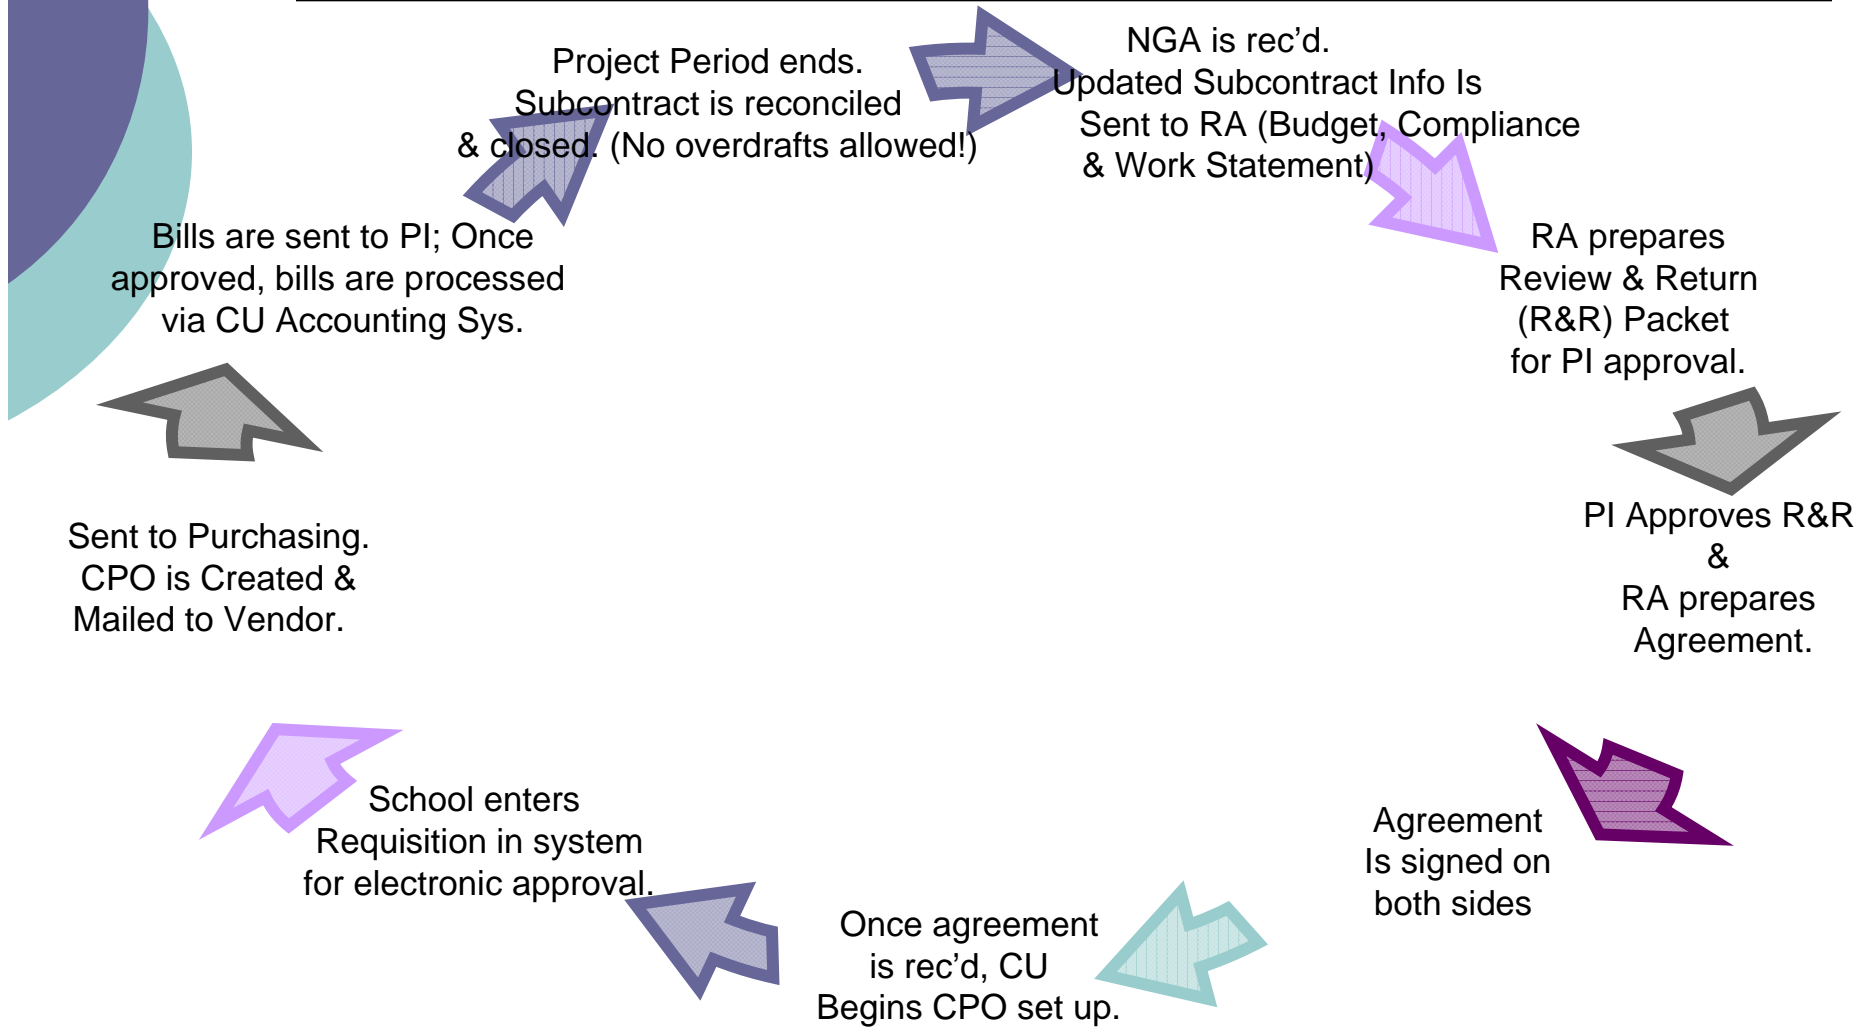 Project Period ends.
Subcontract is reconciled
& closed. (No overdrafts allowed!)
NGA is rec’d.
Updated Subcontract Info Is
Sent to RA (Budget, Compliance
& Work Statement)
RA prepares
Review & Return
(R&R) Packet
for PI approval.
PI Approves R&R
&
RA prepares
Agreement.
Agreement
Is signed on
both sides
Once agreement
is rec’d, CU
Begins CPO set up.
School enters
Requisition in system
for electronic approval.
Sent to Purchasing.
CPO is Created &
Mailed to Vendor.
Bills are sent to PI; Once
approved, bills are processed
via CU Accounting Sys.